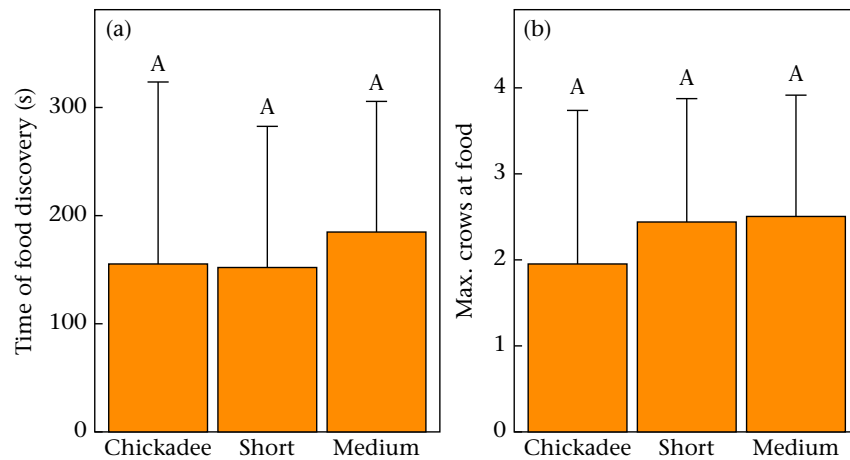 (a)
Time of food discovery (s)
300
200
100
0
A
A
A
Chickadee Short Medium
(b)
Max. crows at food
4
3
2
1
0
A
A
A
Chickadee Short Medium